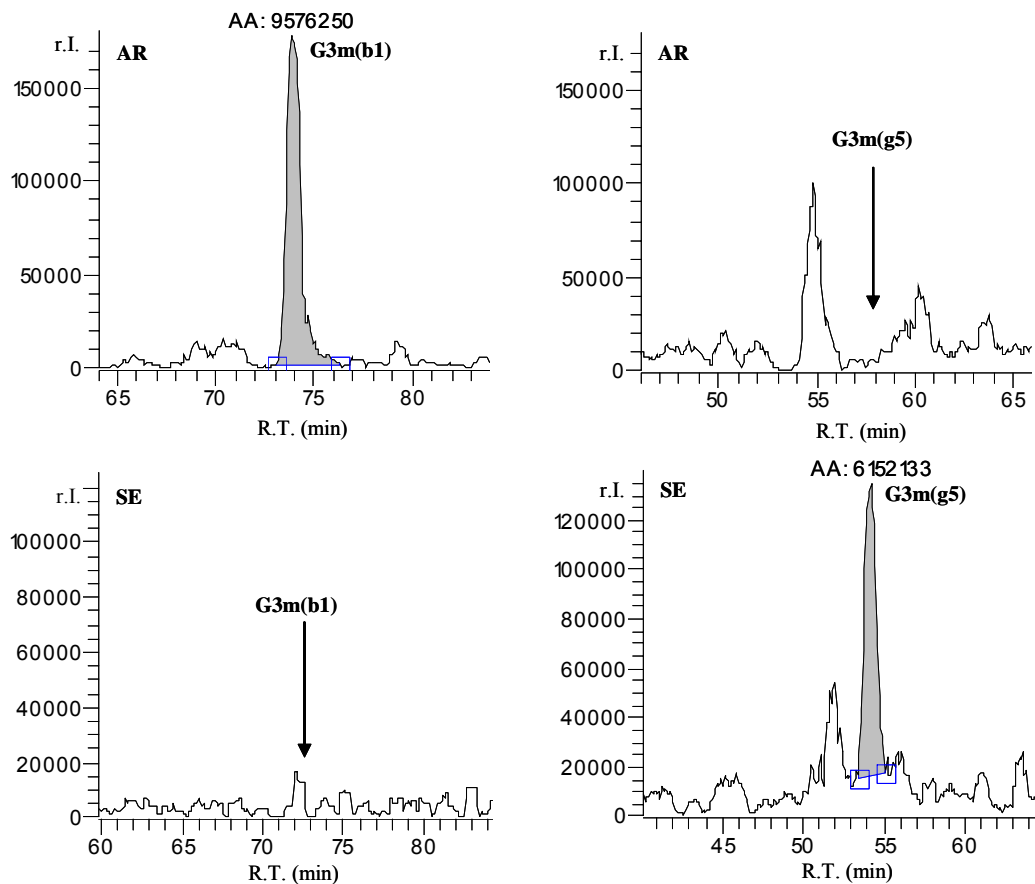 AA: 9576250
r.I. AR G3m(b1)
150000
100000
50000
0
65 70 75 80
R.T. (min)
r.I. AR
150000
G3m(g5)
100000
50000
0
50 55 60 65
R.T. (min)
r.I. SE
100000
80000
G3m(b1)
60000
40000
20000
0
60 65 70 75 80
R.T. (min)
AA: 6152133
r.I. SE G3m(g5)
120000
100000
80000
60000
40000
20000
0
45 50 55 60
R.T. (min)